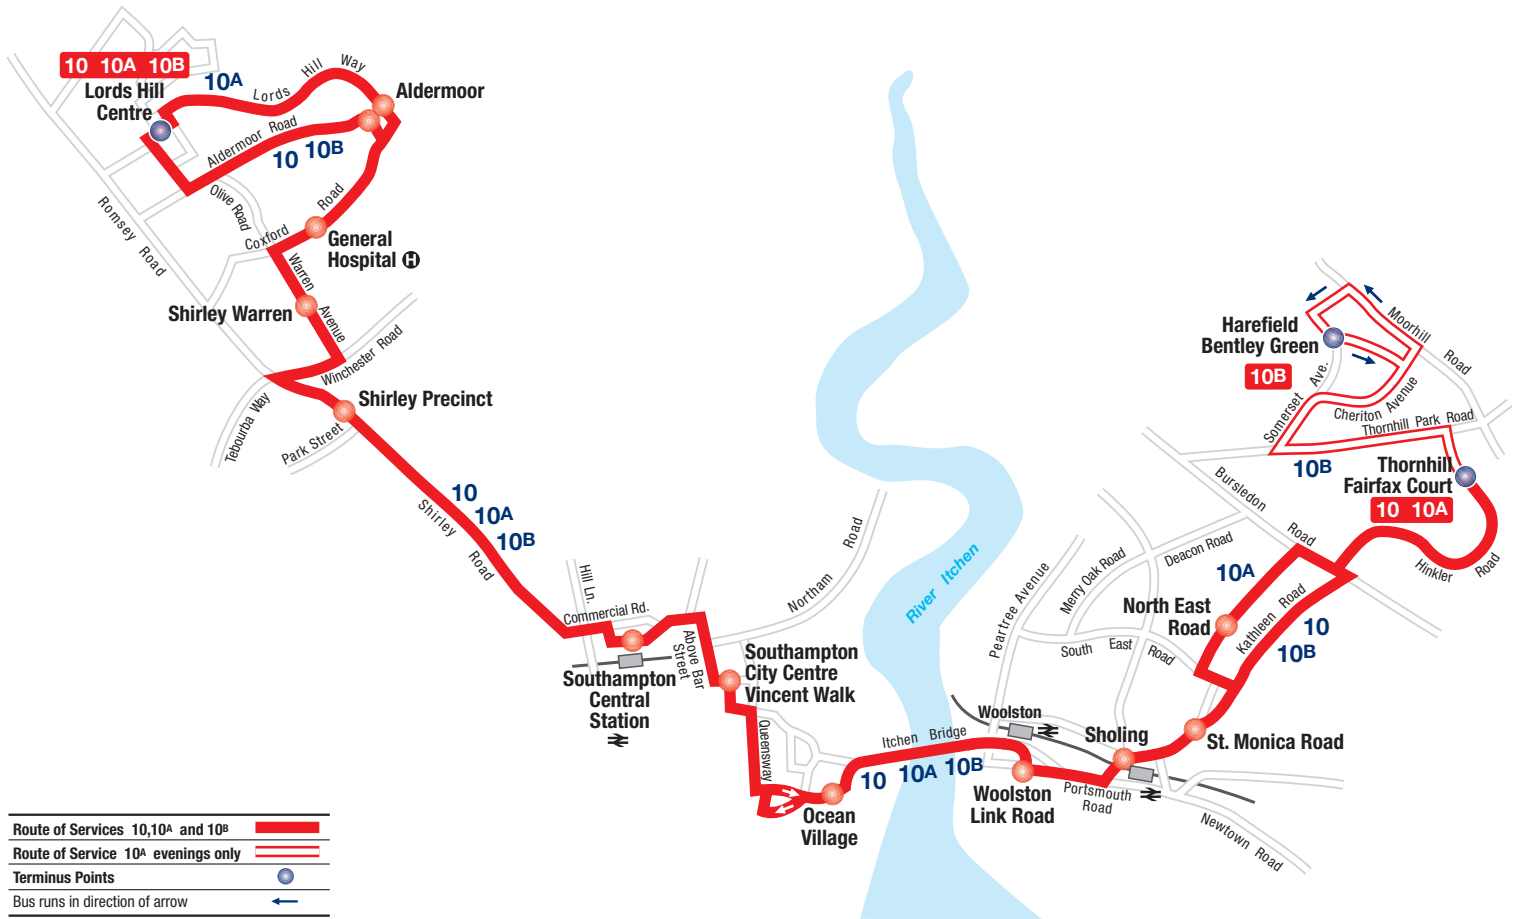 10 10A 10B
Lords Hill
Centre
10A
Lords Hill Way
Aldermoor
Aldermoor Road
10 10B
Olive Road
Romsey Road
Coxford Road
General
Hospital H
Warren Avenue
Shirley Warren
Winchester Road
Tebourba Way
Shirley Precinct
Park Street
10
10A
10B
Shirley Road
Hill Ln.
Commercial Rd.
Above Bar
Street
Southampton
Central
Station
Northam Road
Southampton
City Centre
Vincent Walk
Queensway
Ocean
Village
River Itchen
Itchen Bridge
10 10A 10B
Woolston
Woolston
Link Road
Portsmouth
Road
Sholing
St. Monica Road
Newtown Road
Peartree Avenue
Merry Oak Road
South East Road
Deacon Road
Bursledon Road
10A
North East
Road
Kathleen Road
10
10B
Hinkler Road
Harefield
Bentley Green
10B
Moorhill Road
Somerset Ave.
Cheriton Avenue
Thornhill Park Road
10B
Thornhill
Fairfax Court
10 10A
Route of Services 10,10A and 10B
Route of Service 10A evenings only
Terminus Points
Bus runs in direction of arrow